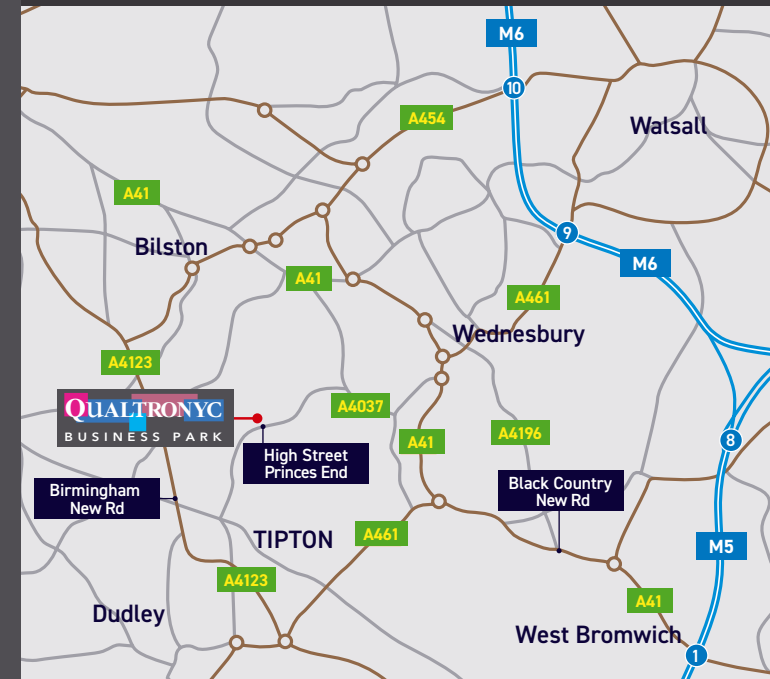 M6
10
A454
Walsall
A41
9
Bilston
M6
A41
A461
Wednesbury
A4123
QUALTRONYC
BUSINESS PARK
A4037
A41
A4196
8
High Street
Princes End
Birmingham
New Rd
Black Country
New Rd
TIPTON
A461
M5
A4123
A41
Dudley
West Bromwich
1